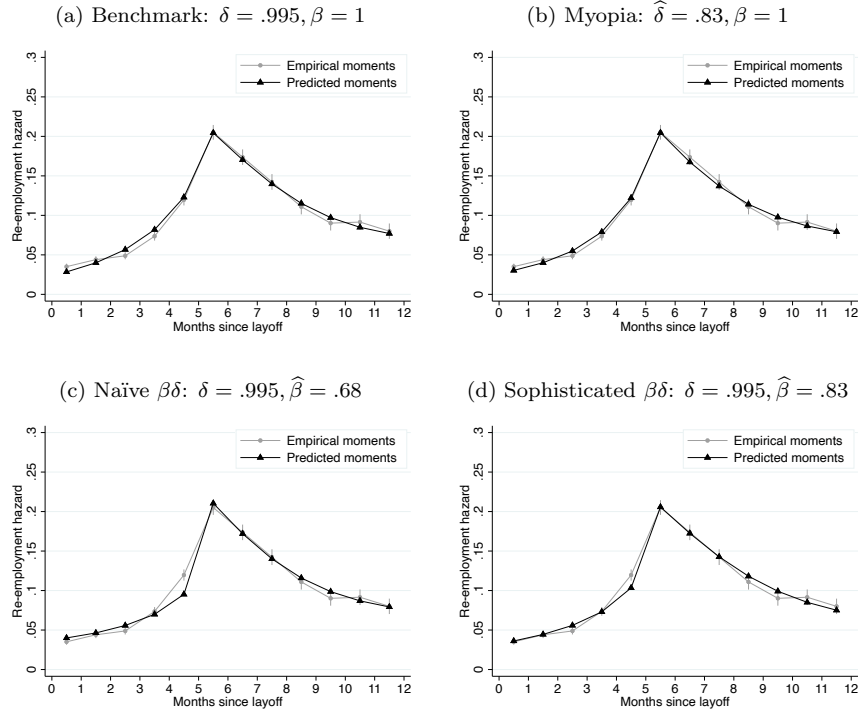 (a) Benchmark: δ = .995, β = 1
Re-employment hazard
.3
.25
.2
.15
.1
.05
0
Empirical moments
Predicted moments
0 1 2 3 4 5 6 7 8 9 10 11 12
Months since layoff
(b) Myopia: δ̂ = .83, β = 1
Re-employment hazard
.3
.25
.2
.15
.1
.05
0
Empirical moments
Predicted moments
0 1 2 3 4 5 6 7 8 9 10 11 12
Months since layoff
(c) Naïve βδ: δ = .995, β̂ = .68
Re-employment hazard
.3
.25
.2
.15
.1
.05
0
Empirical moments
Predicted moments
0 1 2 3 4 5 6 7 8 9 10 11 12
Months since layoff
(d) Sophisticated βδ: δ = .995, β̂ = .83
Re-employment hazard
.3
.25
.2
.15
.1
.05
0
Empirical moments
Predicted moments
0 1 2 3 4 5 6 7 8 9 10 11 12
Months since layoff